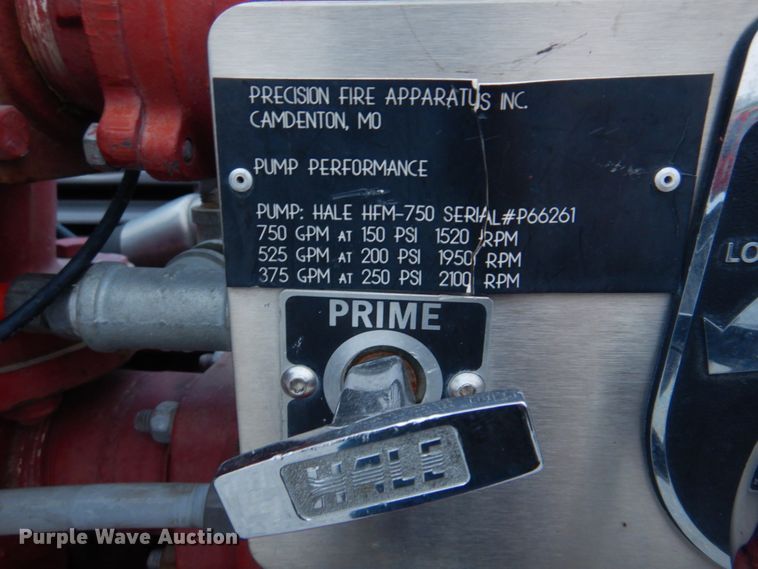 PRECISION FIRE APPARATUS INC.
CAMDENTON, MO
PUMP PERFORMANCE
PUMP: HALE HFM-750 SERIAL#P66261
750 GPM AT 150 PSI 1520 RPM
525 GPM AT 200 PSI 1950 RPM
375 GPM AT 250 PSI 2100 RPM
LO
PRIME
HALE
Purple Wave Auction